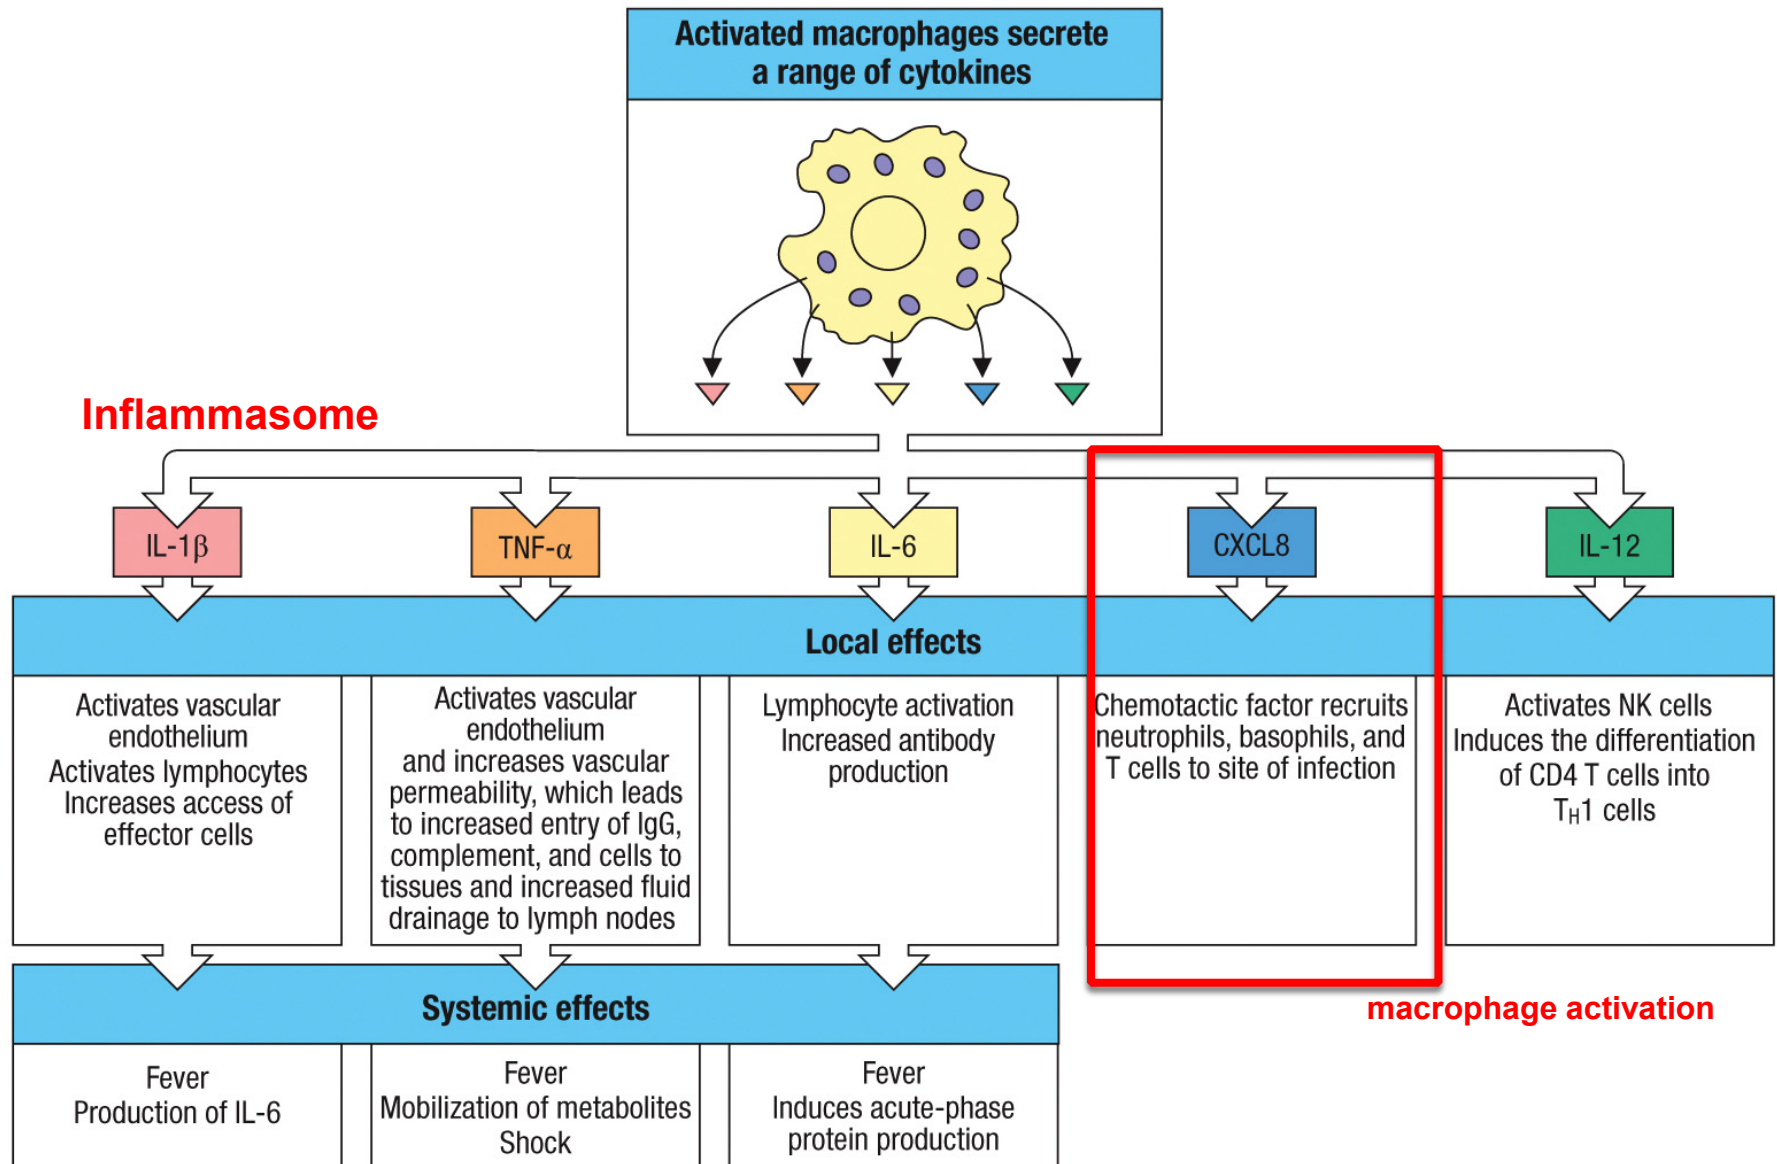 Activated macrophages secrete
a range of cytokines
Inflammasome
IL-1β
TNF-α
IL-6
CXCL8
IL-12
Local effects
Activates vascular
endothelium
Activates lymphocytes
Increases access of
effector cells
Activates vascular
endothelium
and increases vascular
permeability, which leads
to increased entry of IgG,
complement, and cells to
tissues and increased fluid
drainage to lymph nodes
Lymphocyte activation
Increased antibody
production
Chemotactic factor recruits
neutrophils, basophils, and
T cells to site of infection
Activates NK cells
Induces the differentiation
of CD4 T cells into
TH1 cells
macrophage activation
Systemic effects
Fever
Production of IL-6
Fever
Mobilization of metabolites
Shock
Fever
Induces acute-phase
protein production